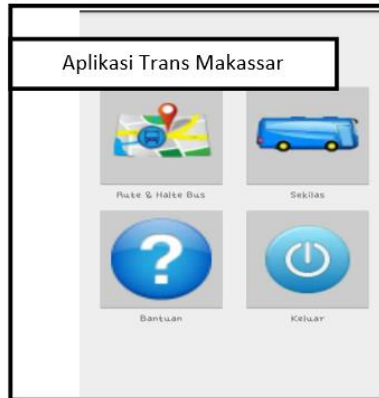 Aplikasi Trans Makassar
Rute & Halte Bus
Sekilas
Bantuan
Keluar